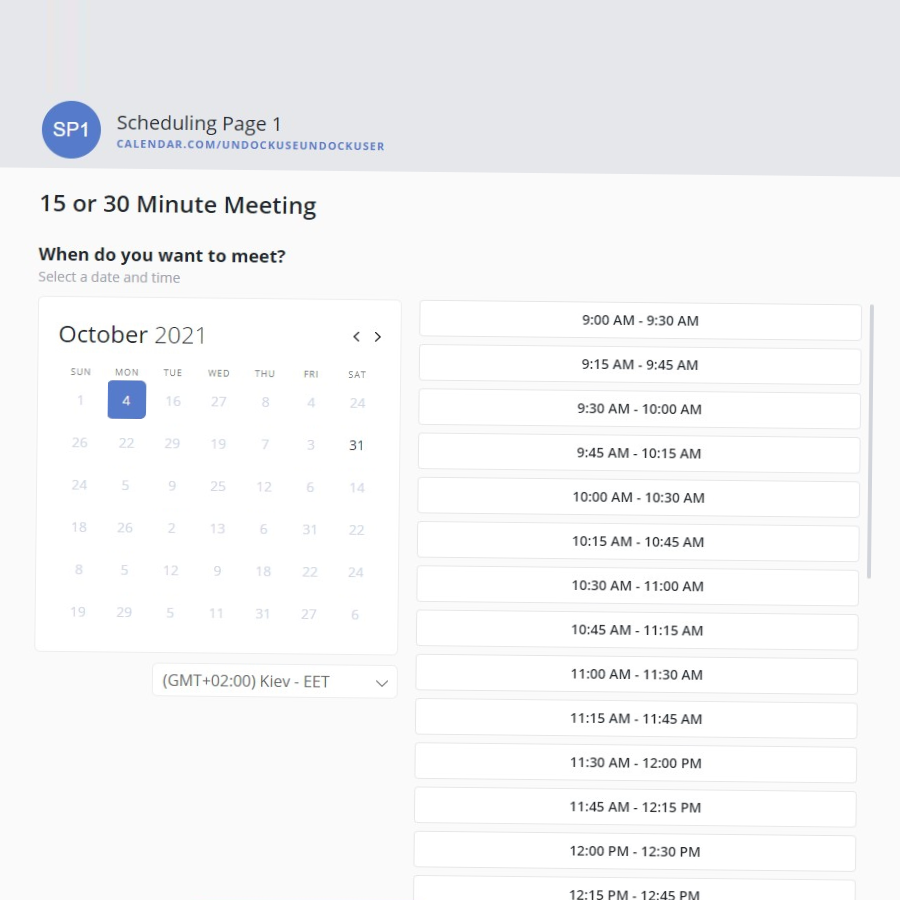 SP1
Scheduling Page 1
CALENDAR.COM/UNDOCKUSEUNDOCKUSER
15 or 30 Minute Meeting
When do you want to meet?
Select a date and time
October 2021
SUN MON TUE WED THU FRI SAT
1 4 16 27 8 4 24
26 22 29 19 7 3 31
24 5 9 25 12 6 14
18 26 2 13 6 31 22
8 5 12 9 18 22 24
19 29 5 11 31 27 6
(GMT+02:00) Kiev - EET
9:00 AM - 9:30 AM
9:15 AM - 9:45 AM
9:30 AM - 10:00 AM
9:45 AM - 10:15 AM
10:00 AM - 10:30 AM
10:15 AM - 10:45 AM
10:30 AM - 11:00 AM
10:45 AM - 11:15 AM
11:00 AM - 11:30 AM
11:15 AM - 11:45 AM
11:30 AM - 12:00 PM
11:45 AM - 12:15 PM
12:00 PM - 12:30 PM
12:15 PM - 12:45 PM